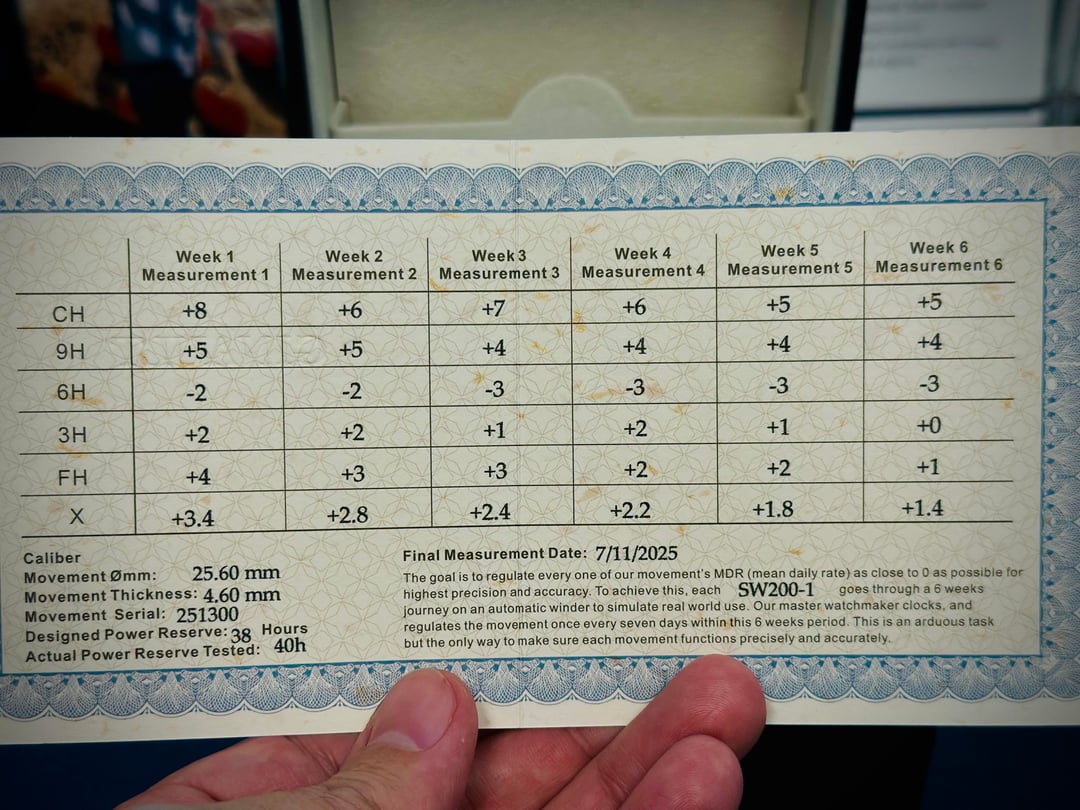 Week 1 Week 2 Week 3 Week 4 Week 5 Week 6
Measurement 1 Measurement 2 Measurement 3 Measurement 4 Measurement 5 Measurement 6
CH +8 +6 +7 +6 +5 +5
9H +5 +5 +4 +4 +4 +4
6H -2 -2 -3 -3 -3 -3
3H +2 +2 +1 +2 +1 +0
FH +4 +3 +3 +2 +2 +1
X +3.4 +2.8 +2.4 +2.2 +1.8 +1.4
Caliber
Movement Ømm: 25.60 mm
Movement Thickness: 4.60 mm
Movement Serial: 251300
Designed Power Reserve: 38 Hours
Actual Power Reserve Tested: 40h
Final Measurement Date: 7/11/2025
The goal is to regulate every one of our movement's MDR (mean daily rate) as close to 0 as possible for
highest precision and accuracy. To achieve this, each SW200-1 goes through a 6 weeks
journey on an automatic winder to simulate real world use. Our master watchmaker clocks, and
regulates the movement once every seven days within this 6 weeks period. This is an arduous task
but the only way to make sure each movement functions precisely and accurately.